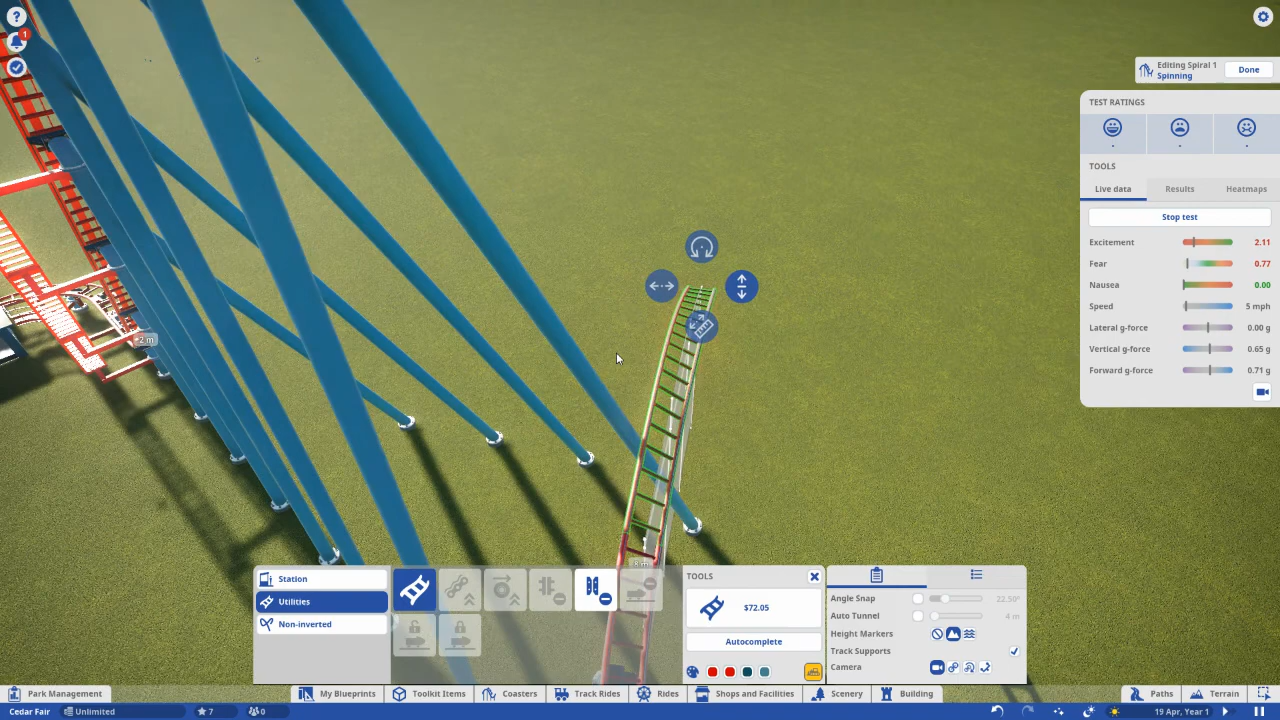 ?
1
Editing Spiral 1
Spinning
Done
TEST RATINGS
-
-
-
TOOLS
Live data
Results
Heatmaps
Stop test
Excitement
2.11
Fear
0.77
Nausea
0.00
Speed
5 mph
Lateral g-force
0.00 g
Vertical g-force
0.65 g
Forward g-force
0.71 g
Station
Utilities
Non-inverted
TOOLS
$72.05
Autocomplete
Angle Snap
22.50°
Auto Tunnel
4 m
Height Markers
Track Supports
Camera
Park Management
My Blueprints
Toolkit Items
Coasters
Track Rides
Rides
Shops and Facilities
Scenery
Building
Paths
Terrain
Cedar Fair
Unlimited
7
0
19 Apr, Year 1